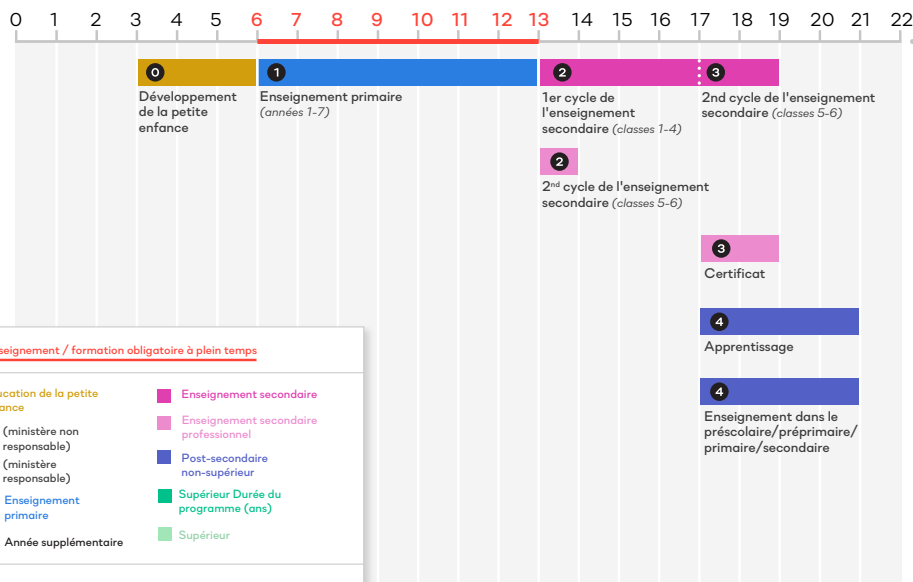 0 1 2 3 4 5 6 7 8 9 10 11 12 13 14 15 16 17 18 19 20 21 22
0 1 2 3
Développement
de la petite
enfance
Enseignement primaire
(années 1-7)
1er cycle de
l'enseignement
secondaire (classes 1-4)
2nd cycle de l'enseignement
secondaire (classes 5-6)
2
2nd cycle de l'enseignement
secondaire (classes 5-6)
3
Certificat
4
Apprentissage
4
Enseignement dans le
préscolaire/préprimaire/
primaire/secondaire
seignement / formation obligatoire à plein temps
ucation de la petite
ance
(ministère non
responsable)
(ministère
responsable)
Enseignement
primaire
Année supplémentaire
Enseignement secondaire
Enseignement secondaire
professionnel
Post-secondaire
non-supérieur
Supérieur Durée du
programme (ans)
Supérieur